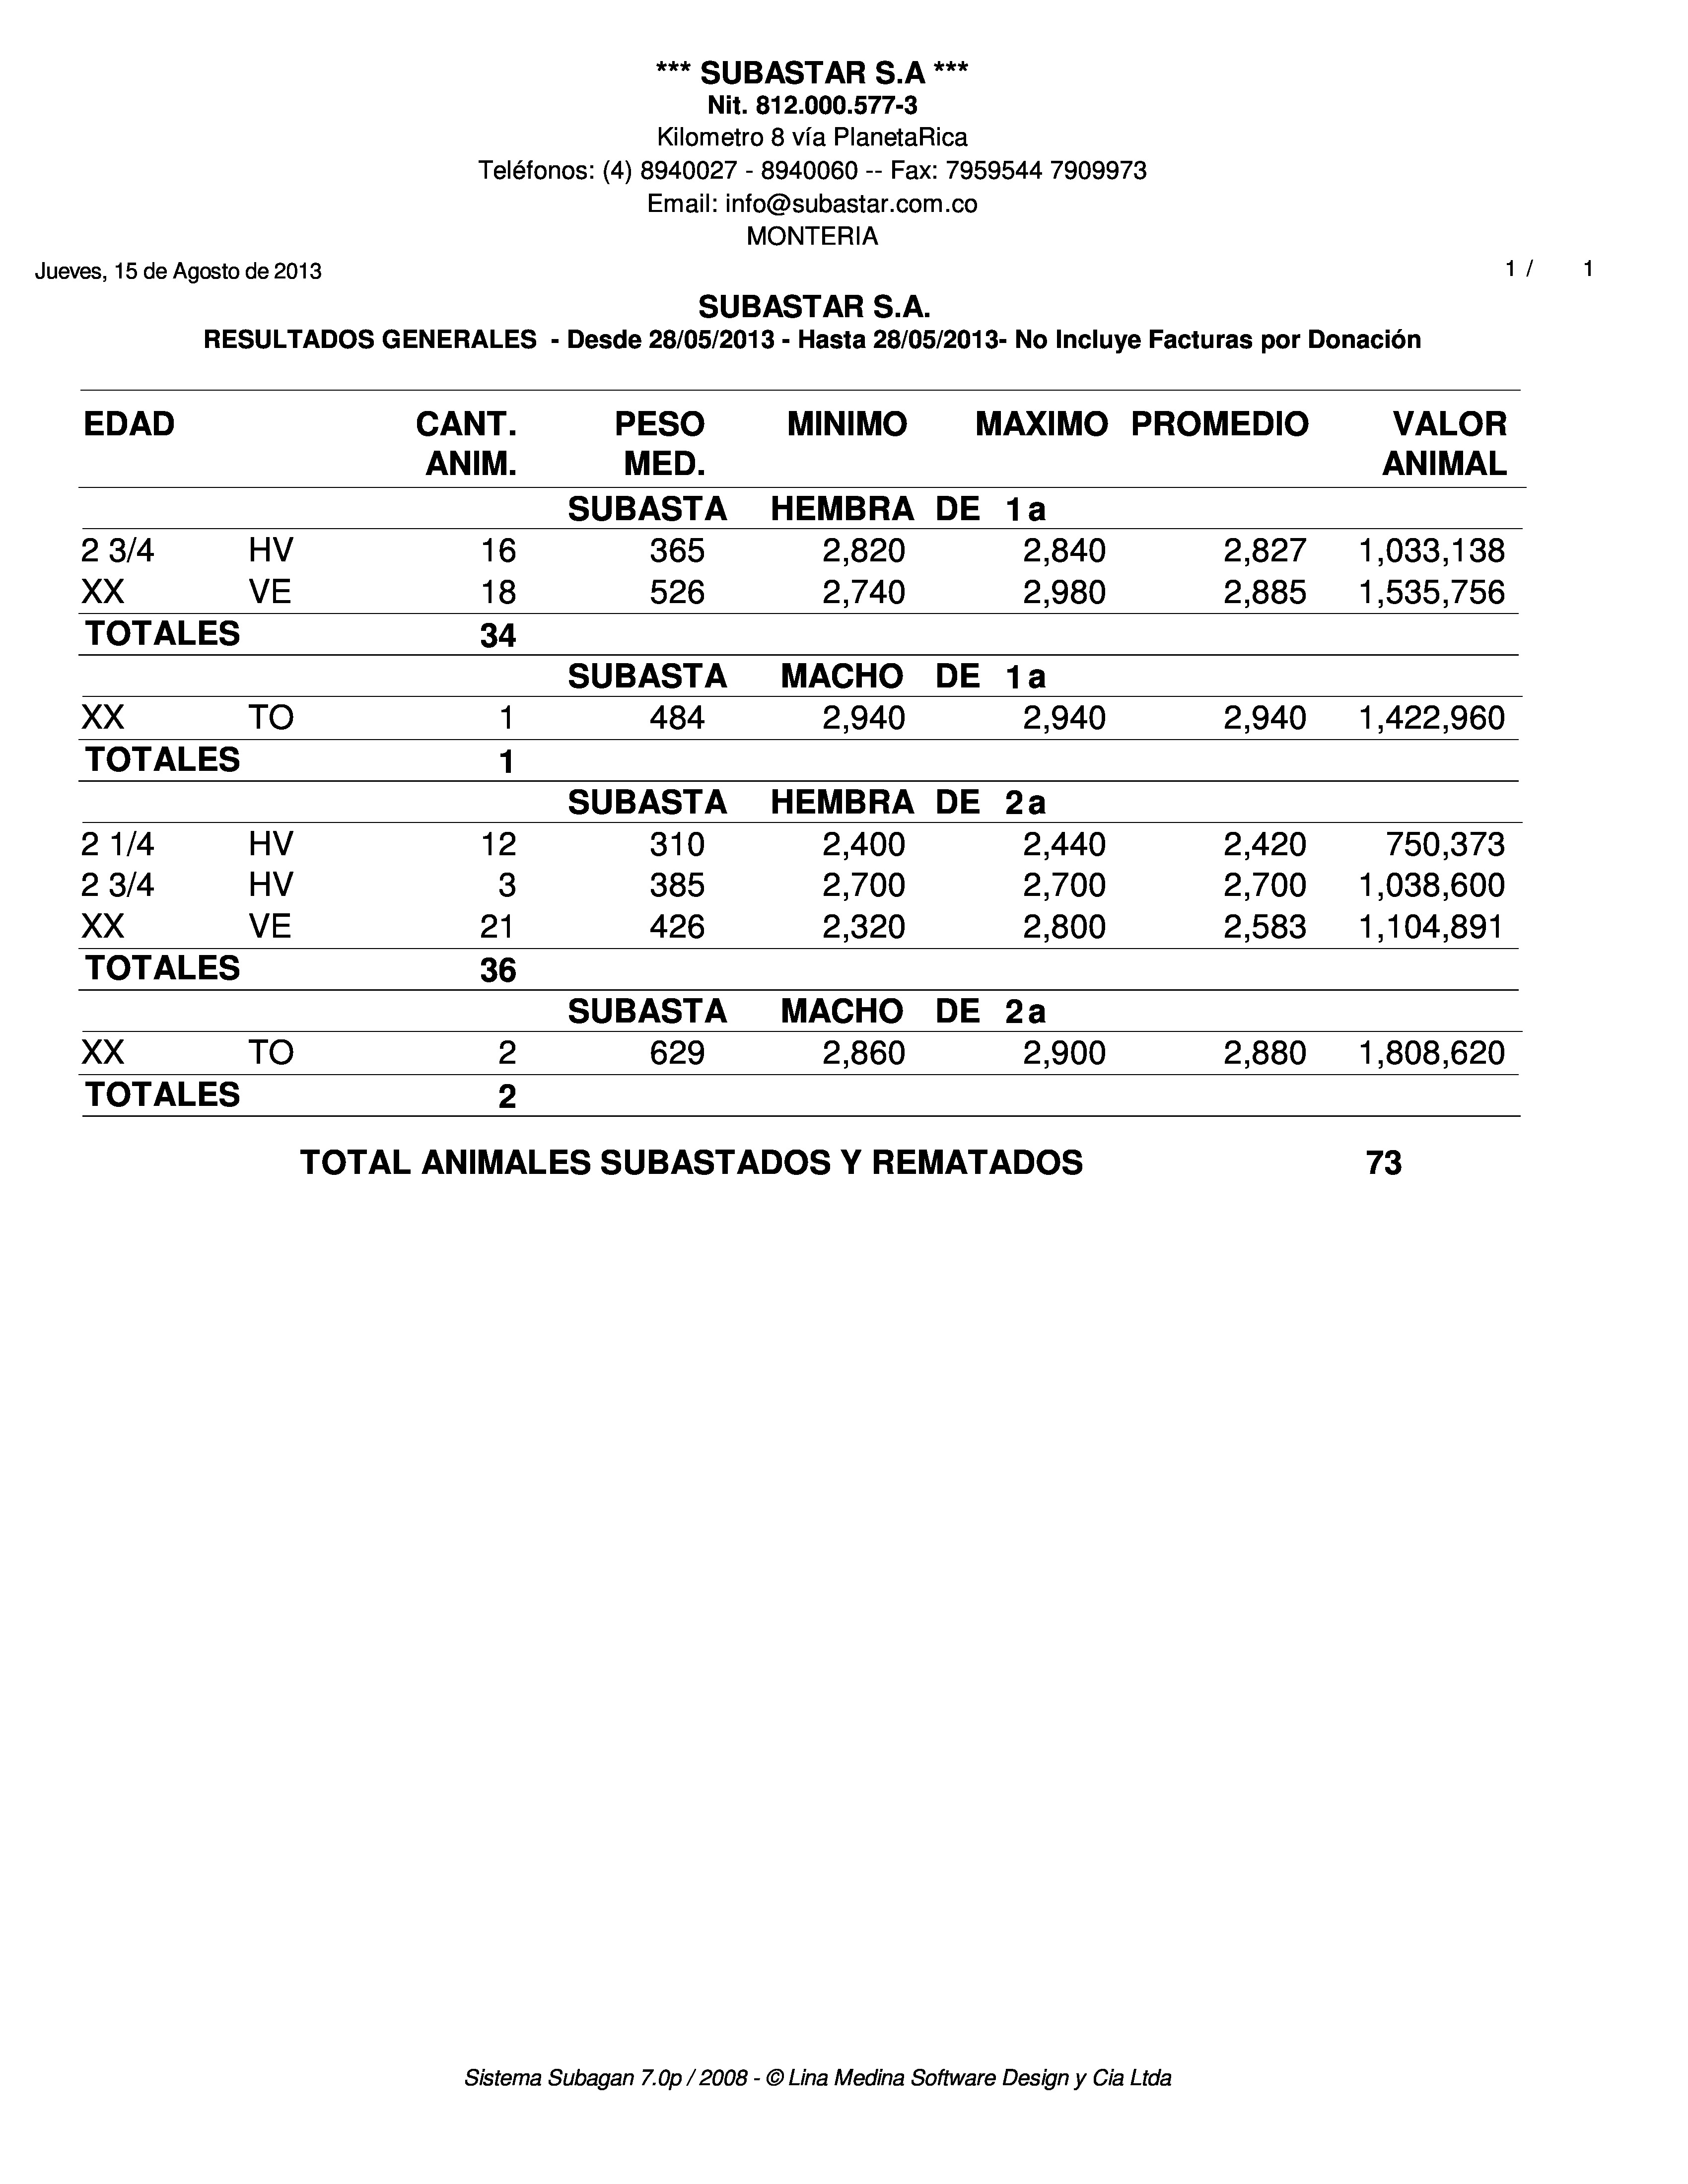 *** SUBASTAR S.A ***
Nit. 812.000.577-3
Kilometro 8 vía PlanetaRica
Teléfonos: (4) 8940027 - 8940060 -- Fax: 7959544 7909973
Email: info@subastar.com.co
MONTERIA
Jueves, 15 de Agosto de 2013 1 / 1
SUBASTAR S.A.
RESULTADOS GENERALES - Desde 28/05/2013 - Hasta 28/05/2013- No Incluye Facturas por Donación
EDAD CANT. PESO MINIMO MAXIMO PROMEDIO VALOR
ANIM. MED. ANIMAL
SUBASTA HEMBRA DE 1a
2 3/4 HV 16 365 2,820 2,840 2,827 1,033,138
XX VE 18 526 2,740 2,980 2,885 1,535,756
TOTALES 34
SUBASTA MACHO DE 1a
XX TO 1 484 2,940 2,940 2,940 1,422,960
TOTALES 1
SUBASTA HEMBRA DE 2a
2 1/4 HV 12 310 2,400 2,440 2,420 750,373
2 3/4 HV 3 385 2,700 2,700 2,700 1,038,600
XX VE 21 426 2,320 2,800 2,583 1,104,891
TOTALES 36
SUBASTA MACHO DE 2a
XX TO 2 629 2,860 2,900 2,880 1,808,620
TOTALES 2
TOTAL ANIMALES SUBASTADOS Y REMATADOS 73
Sistema Subagan 7.0p / 2008 - © Lina Medina Software Design y Cia Ltda